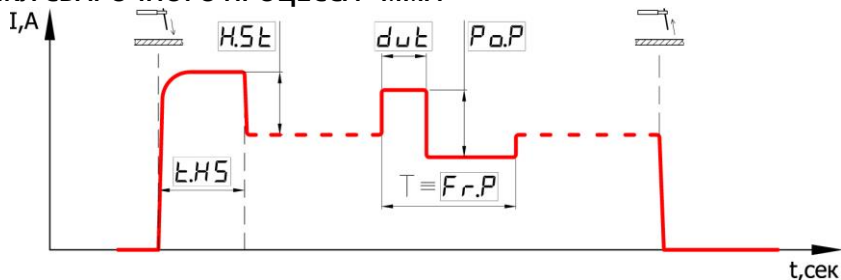 I,A
H.St
dut
Po.P
t.HS
T ≡ Fr.P
t,сек